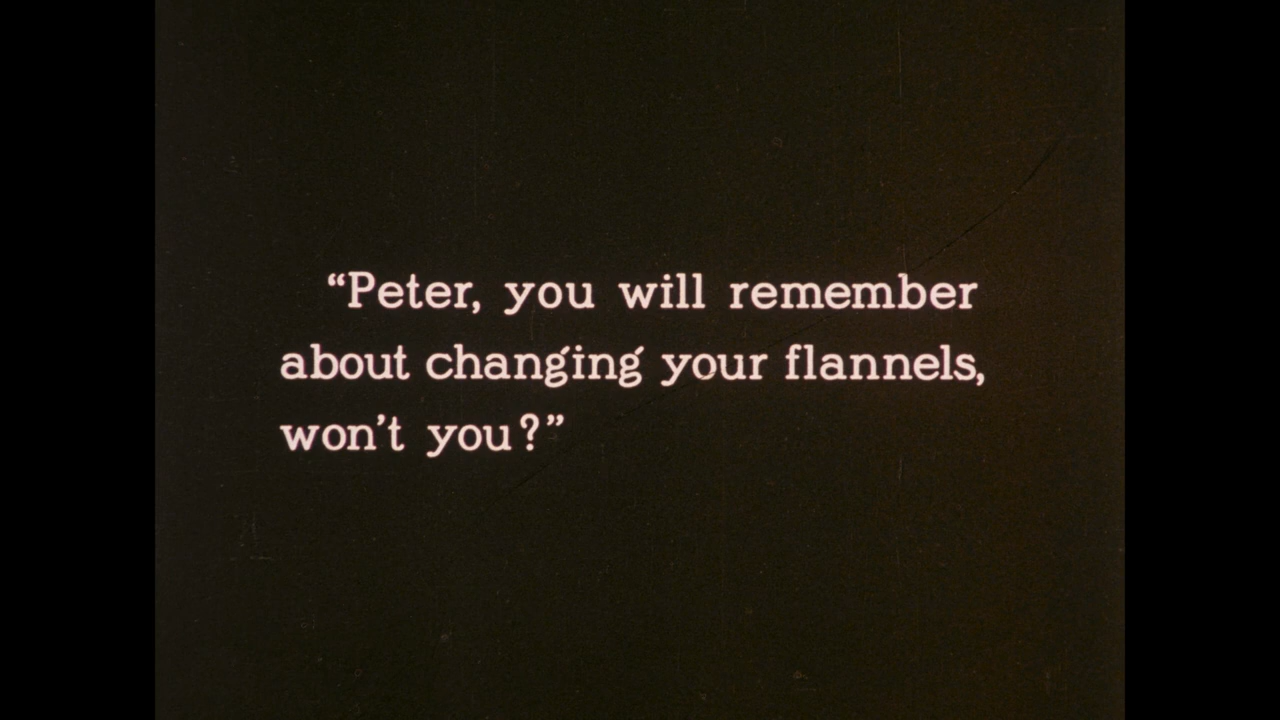 “Peter, you will remember
about changing your flannels,
won’t you?”